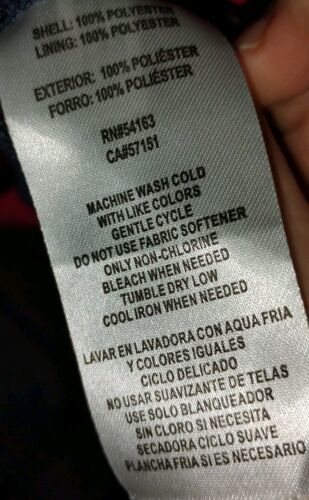 SHELL: 100% POLYESTER
LINING: 100% POLYESTER
EXTERIOR: 100% POLIÉSTER
FORRO: 100% POLIÉSTER
RN#54163
CA#57151
MACHINE WASH COLD
WITH LIKE COLORS
GENTLE CYCLE
DO NOT USE FABRIC SOFTENER
ONLY NON-CHLORINE
BLEACH WHEN NEEDED
TUMBLE DRY LOW
COOL IRON WHEN NEEDED
LAVAR EN LAVADORA CON AQUA FRIA
Y COLORES IGUALES
CICLO DELICADO
NO USAR SUAVIZANTE DE TELAS
USE SOLO BLANQUEADOR
SIN CLORO SI NECESITA
SECADORA CICLO SUAVE
PLANCHA FRIA SI ES NECESARIO